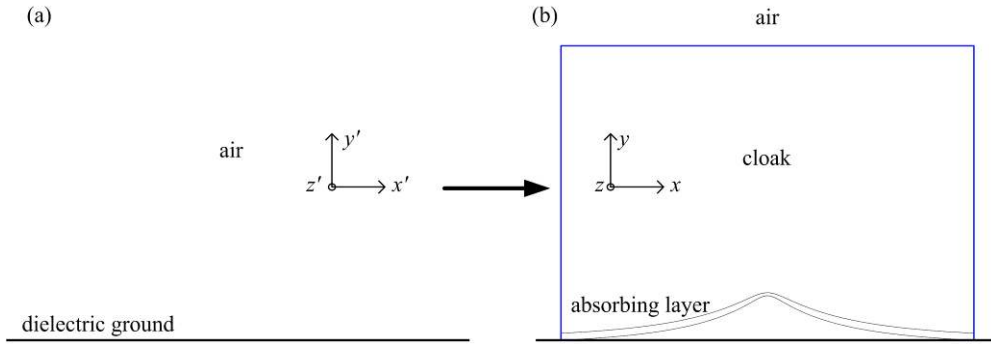 (a)
air
y′
z′
x′
dielectric ground
(b)
air
y
z
x
cloak
absorbing layer